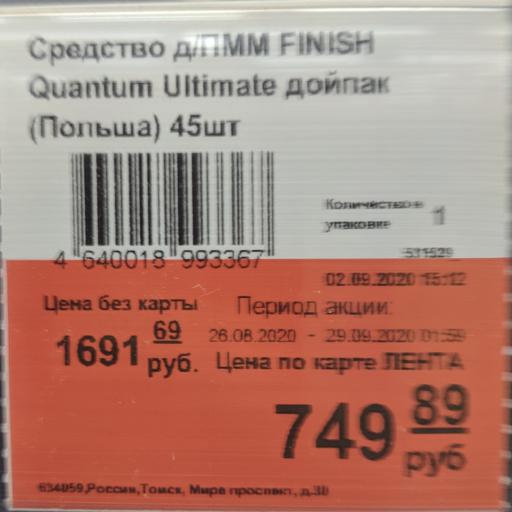 Средство д/ПММ FINISH
Quantum Ultimate дойпак
(Польша) 45шт
Количество в
упаковке 1
4 640018 993367
531529
02.09.2020 15:12
Цена без карты
Период акции:
1691 69 руб.
26.08.2020 - 29.09.2020 01:59
Цена по карте ЛЕНТА
749 89 руб
634059,Россия,Томск, Мира проспект, д.30